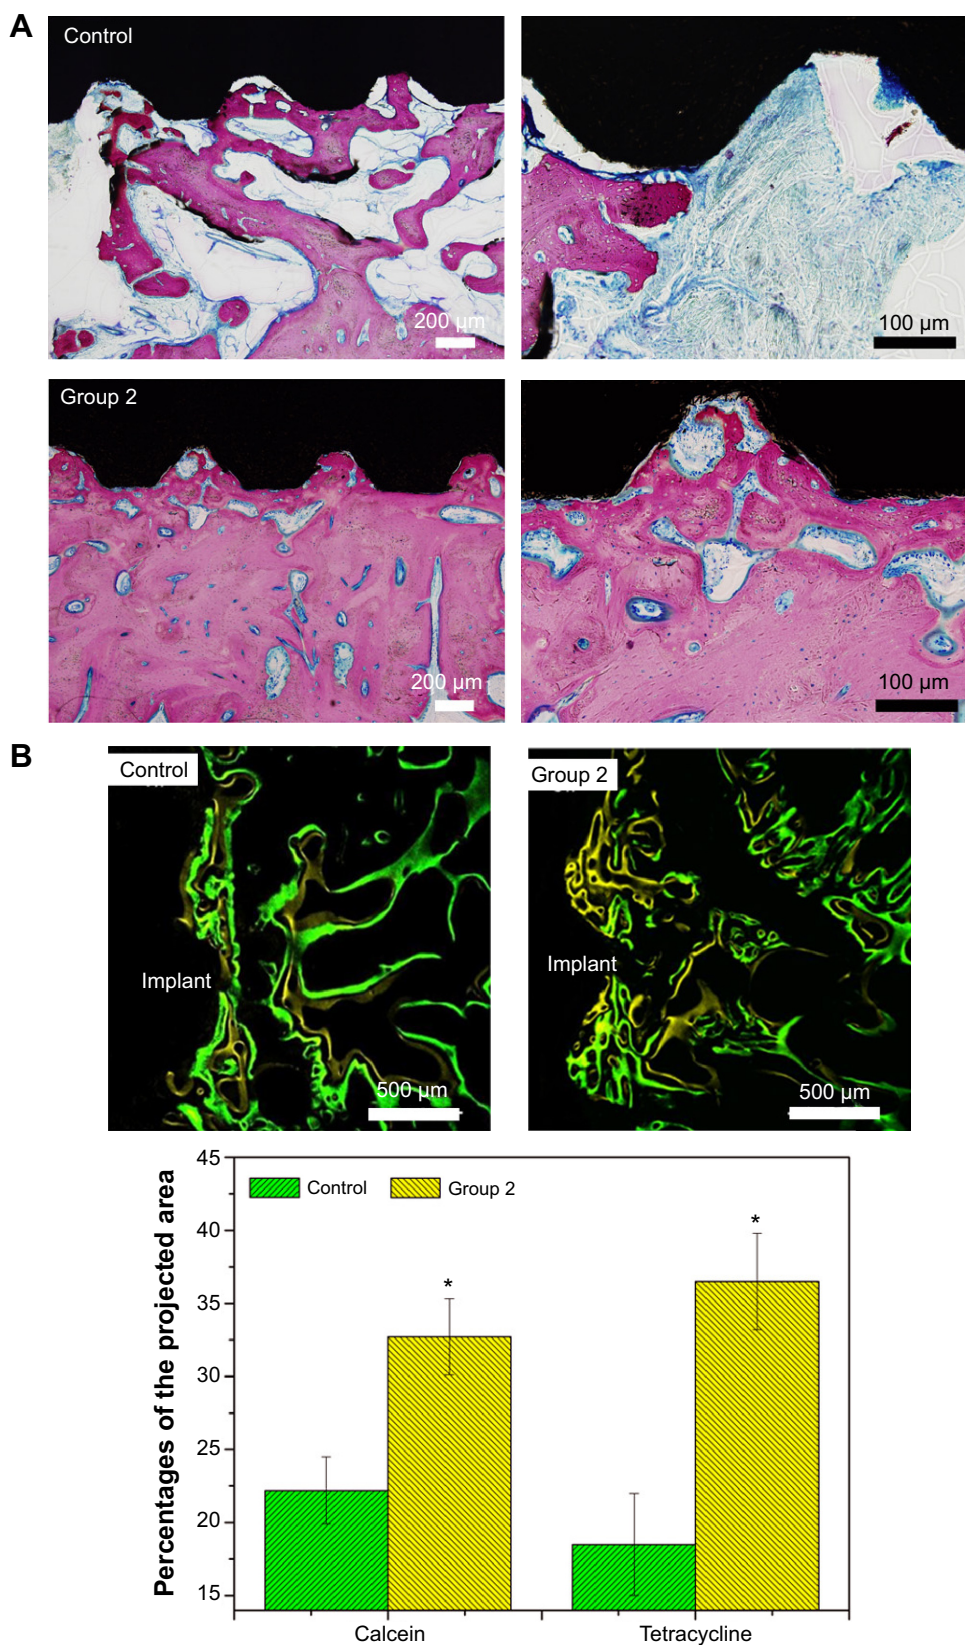 A
Control
200 µm
100 µm
Group 2
200 µm
100 µm
B
Control
Implant
500 µm
Group 2
Implant
500 µm
Percentages of the projected area
45
40
35
30
25
20
15
Control
Group 2
*
*
Calcein
Tetracycline